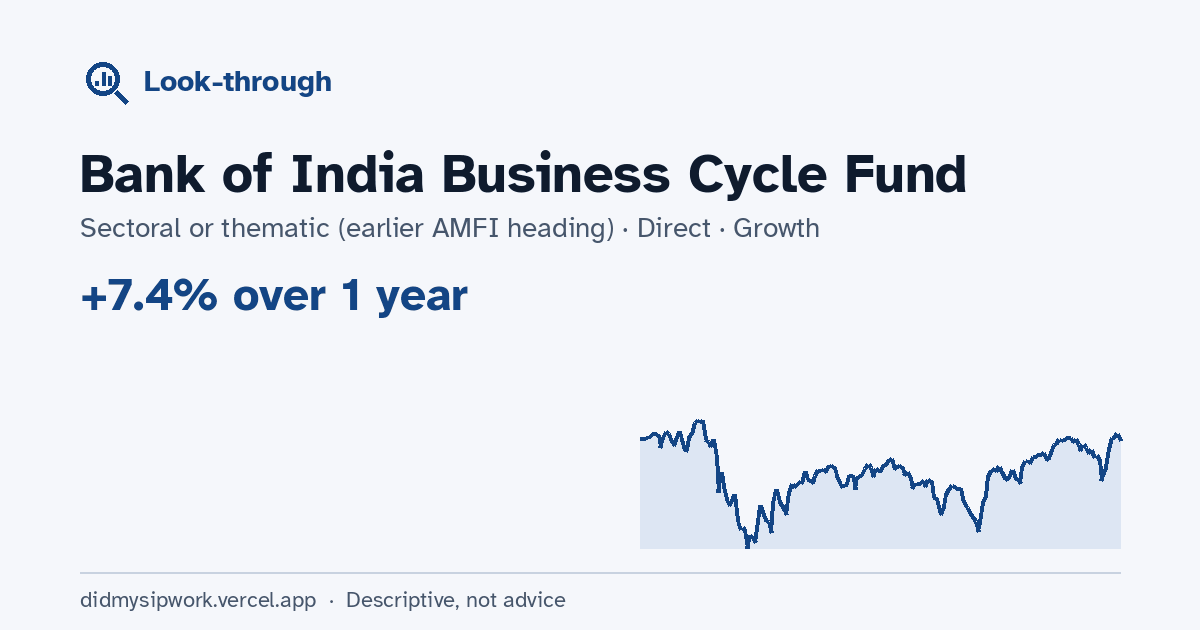 Look-through
Bank of India Business Cycle Fund
Sectoral or thematic (earlier AMFI heading) · Direct · Growth
+7.4% over 1 year
didmysipwork.vercel.app · Descriptive, not advice